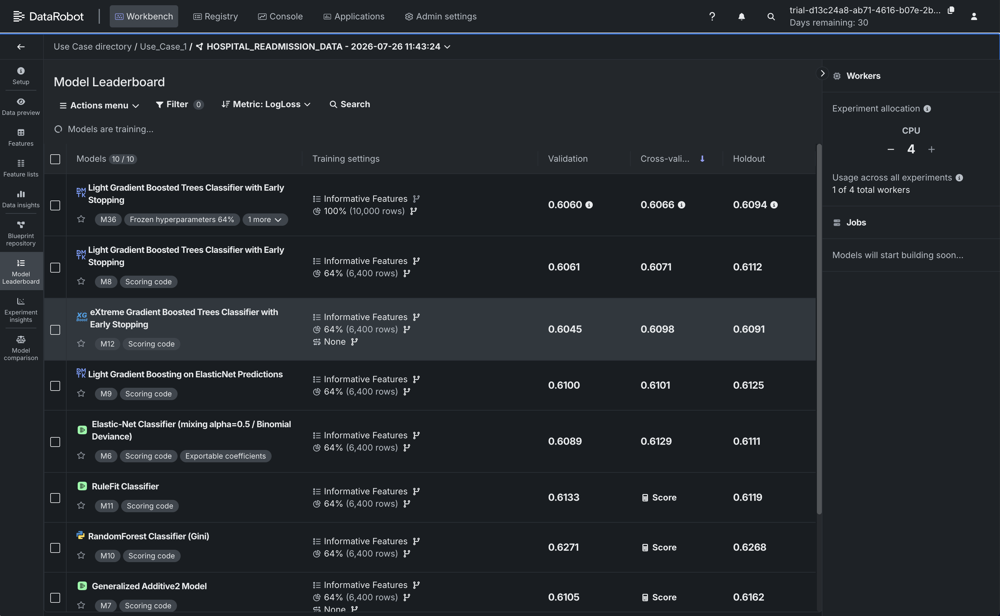 DataRobot
Workbench
Registry
Console
Applications
Admin settings
?
trial-d13c24a8-ab71-4616-b07e-2b...
Days remaining: 30
Use Case directory / Use_Case_1 / HOSPITAL_READMISSION_DATA - 2026-07-26 11:43:24
Setup
Data preview
Features
Feature lists
Data insights
Blueprint
repository
Model
Leaderboard
Experiment
insights
Model
comparison
Model Leaderboard
Actions menu
Filter 0
Metric: LogLoss
Search
Models are training...
Models 10 / 10
Training settings
Validation
Cross-vali...
Holdout
DM
TK
Light Gradient Boosted Trees Classifier with Early
Stopping
M36
Frozen hyperparameters 64%
1 more
Informative Features
100% (10,000 rows)
0.6060
0.6066
0.6094
DM
TK
Light Gradient Boosted Trees Classifier with Early
Stopping
M8
Scoring code
Informative Features
64% (6,400 rows)
0.6061
0.6071
0.6112
XG
Boost
eXtreme Gradient Boosted Trees Classifier with
Early Stopping
M12
Scoring code
Informative Features
64% (6,400 rows)
None
0.6045
0.6098
0.6091
DM
TK
Light Gradient Boosting on ElasticNet Predictions
M9
Scoring code
Informative Features
64% (6,400 rows)
0.6100
0.6101
0.6125
Elastic-Net Classifier (mixing alpha=0.5 / Binomial
Deviance)
M6
Scoring code
Exportable coefficients
Informative Features
64% (6,400 rows)
0.6089
0.6129
0.6111
RuleFit Classifier
M11
Scoring code
Informative Features
64% (6,400 rows)
0.6133
Score
0.6119
RandomForest Classifier (Gini)
M10
Scoring code
Informative Features
64% (6,400 rows)
0.6271
Score
0.6268
Generalized Additive2 Model
M7
Scoring code
Informative Features
64% (6,400 rows)
None
0.6105
Score
0.6162
Workers
Experiment allocation
CPU
− 4 +
Usage across all experiments
1 of 4 total workers
Jobs
Models will start building soon...